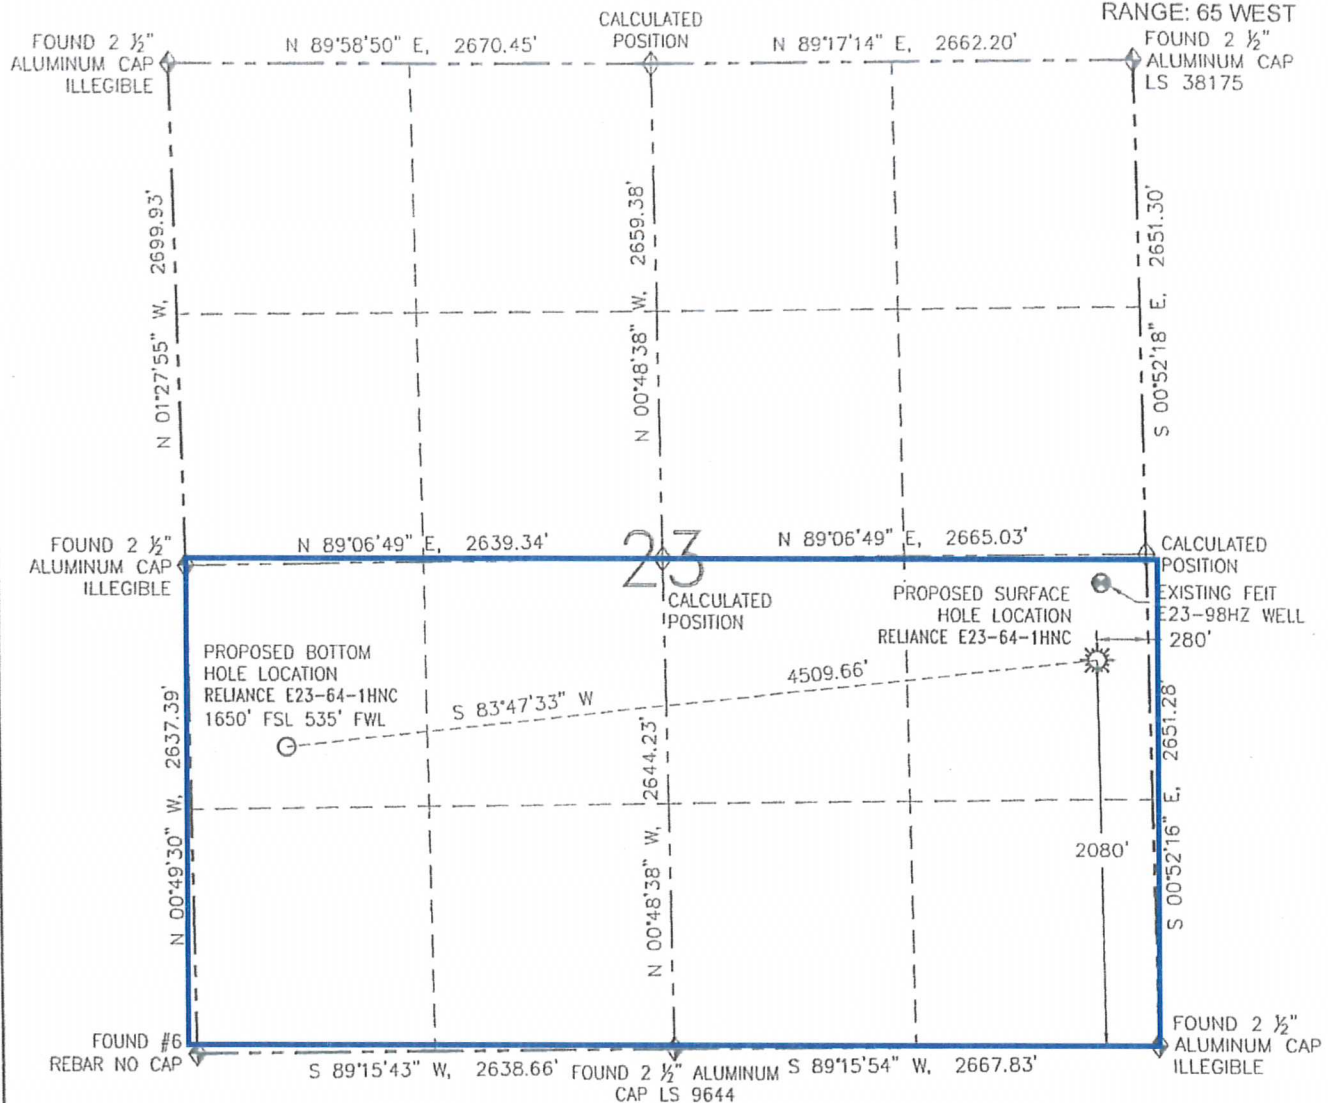 RANGE: 65 WEST
CALCULATED
POSITION
FOUND 2 ½"
ALUMINUM CAP
ILLEGIBLE
N 89°58'50" E, 2670.45'
N 89°17'14" E, 2662.20'
FOUND 2 ½"
ALUMINUM CAP
LS 38175
N 01°27'55" W, 2699.93'
N 00°48'38" W, 2659.38'
S 00°52'18" E, 2651.30'
FOUND 2 ½"
ALUMINUM CAP
ILLEGIBLE
N 89°06'49" E, 2639.34'
23
N 89°06'49" E, 2665.03'
CALCULATED
POSITION
CALCULATED
POSITION
PROPOSED SURFACE
HOLE LOCATION
RELIANCE E23-64-1HNC
EXISTING FEIT
E23-98HZ WELL
280'
PROPOSED BOTTOM
HOLE LOCATION
RELIANCE E23-64-1HNC
1650' FSL 535' FWL
S 83°47'33" W
4509.66'
N 00°49'30" W, 2637.39'
N 00°48'38" W, 2644.23'
2080'
S 00°52'16" E, 2651.28'
FOUND #6
REBAR NO CAP
S 89°15'43" W, 2638.66'
FOUND 2 ½" ALUMINUM
CAP LS 9644
S 89°15'54" W, 2667.83'
FOUND 2 ½"
ALUMINUM CAP
ILLEGIBLE